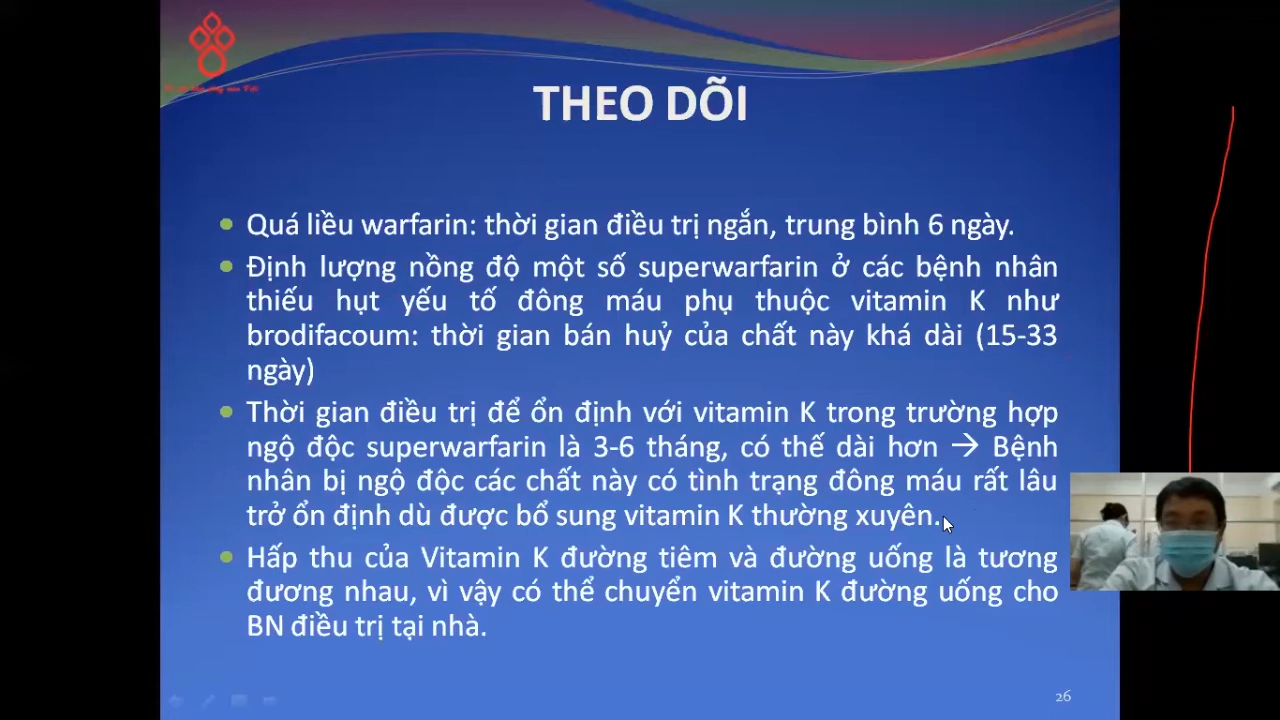 THEO DÕI
Quá liều warfarin: thời gian điều trị ngắn, trung bình 6 ngày.
Định lượng nồng độ một số superwarfarin ở các bệnh nhân
thiếu hụt yếu tố đông máu phụ thuộc vitamin K như
brodifacoum: thời gian bán huỷ của chất này khá dài (15-33
ngày)
Thời gian điều trị để ổn định với vitamin K trong trường hợp
ngộ độc superwarfarin là 3-6 tháng, có thể dài hơn → Bệnh
nhân bị ngộ độc các chất này có tình trạng đông máu rất lâu
trở ổn định dù được bổ sung vitamin K thường xuyên.
Hấp thu của Vitamin K đường tiêm và đường uống là tương
đương nhau, vì vậy có thể chuyển vitamin K đường uống cho
BN điều trị tại nhà.
26